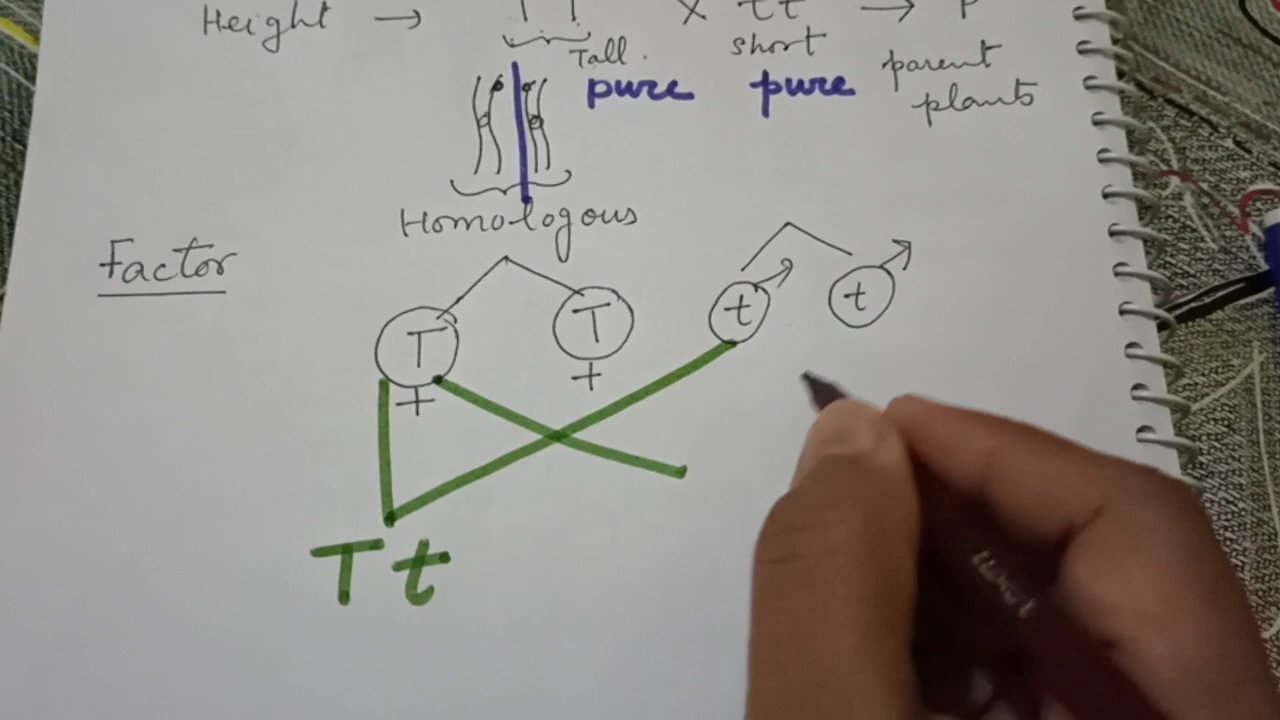 Height → TT x tt → P
Tall. short parent
pure pure plants
Homologous
Factor
T T t t
Tt